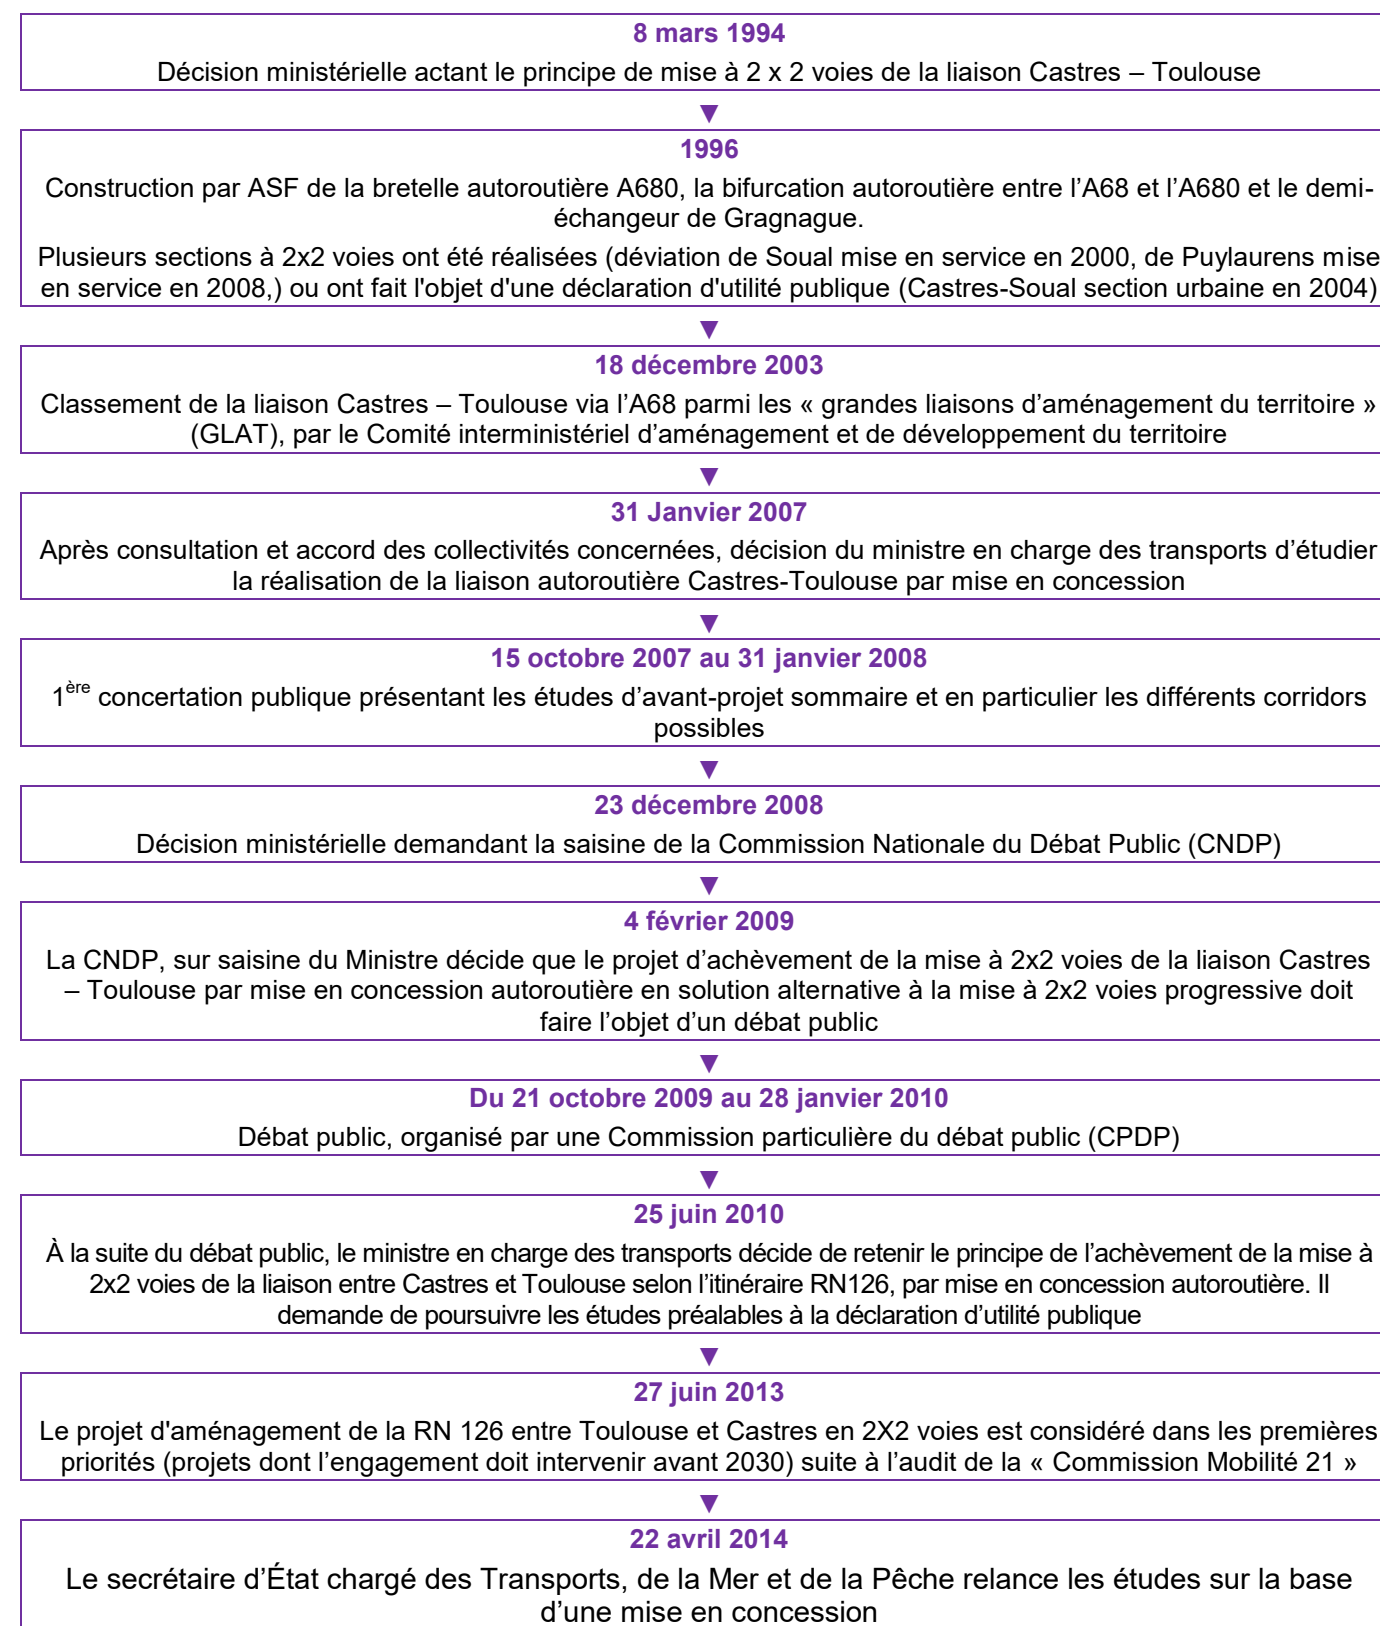 8 mars 1994
Décision ministérielle actant le principe de mise à 2 x 2 voies de la liaison Castres – Toulouse
▼
1996
Construction par ASF de la bretelle autoroutière A680, la bifurcation autoroutière entre l’A68 et l’A680 et le demi-
échangeur de Gragnague.
Plusieurs sections à 2x2 voies ont été réalisées (déviation de Soual mise en service en 2000, de Puylaurens mise
en service en 2008,) ou ont fait l'objet d'une déclaration d'utilité publique (Castres-Soual section urbaine en 2004)
▼
18 décembre 2003
Classement de la liaison Castres – Toulouse via l’A68 parmi les « grandes liaisons d’aménagement du territoire »
(GLAT), par le Comité interministériel d’aménagement et de développement du territoire
▼
31 Janvier 2007
Après consultation et accord des collectivités concernées, décision du ministre en charge des transports d’étudier
la réalisation de la liaison autoroutière Castres-Toulouse par mise en concession
▼
15 octobre 2007 au 31 janvier 2008
1ère concertation publique présentant les études d’avant-projet sommaire et en particulier les différents corridors
possibles
▼
23 décembre 2008
Décision ministérielle demandant la saisine de la Commission Nationale du Débat Public (CNDP)
▼
4 février 2009
La CNDP, sur saisine du Ministre décide que le projet d’achèvement de la mise à 2x2 voies de la liaison Castres
– Toulouse par mise en concession autoroutière en solution alternative à la mise à 2x2 voies progressive doit
faire l’objet d’un débat public
▼
Du 21 octobre 2009 au 28 janvier 2010
Débat public, organisé par une Commission particulière du débat public (CPDP)
▼
25 juin 2010
À la suite du débat public, le ministre en charge des transports décide de retenir le principe de l’achèvement de la mise à
2x2 voies de la liaison entre Castres et Toulouse selon l’itinéraire RN126, par mise en concession autoroutière. Il
demande de poursuivre les études préalables à la déclaration d’utilité publique
▼
27 juin 2013
Le projet d'aménagement de la RN 126 entre Toulouse et Castres en 2X2 voies est considéré dans les premières
priorités (projets dont l’engagement doit intervenir avant 2030) suite à l’audit de la « Commission Mobilité 21 »
▼
22 avril 2014
Le secrétaire d’État chargé des Transports, de la Mer et de la Pêche relance les études sur la base
d’une mise en concession